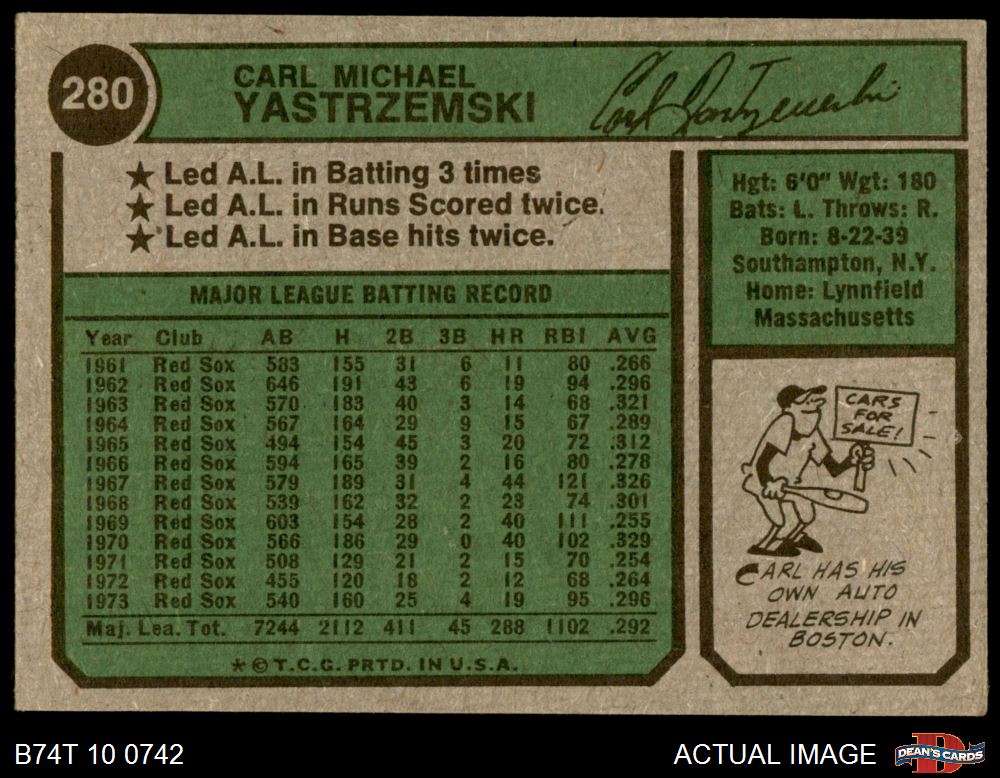 280
CARL MICHAEL
YASTRZEMSKI
Carl Yastrzemski
★ Led A.L. in Batting 3 times
★ Led A.L. in Runs Scored twice.
★ Led A.L. in Base hits twice.
MAJOR LEAGUE BATTING RECORD
Year Club AB H 2B 3B HR RBI AVG
1961 Red Sox 583 155 31 6 11 80 .266
1962 Red Sox 646 191 43 6 19 94 .296
1963 Red Sox 570 183 40 3 14 68 .321
1964 Red Sox 567 164 29 9 15 67 .289
1965 Red Sox 494 154 45 3 20 72 .312
1966 Red Sox 594 165 39 2 16 80 .278
1967 Red Sox 579 189 31 4 44 121 .326
1968 Red Sox 539 162 32 2 23 74 .301
1969 Red Sox 603 154 28 2 40 111 .255
1970 Red Sox 566 186 29 0 40 102 .329
1971 Red Sox 508 129 21 2 15 70 .254
1972 Red Sox 455 120 18 2 12 68 .264
1973 Red Sox 540 160 25 4 19 95 .296
Maj. Lea. Tot. 7244 2112 411 45 288 1102 .292
*©T.C.G. PRTD. IN U.S.A.
Hgt: 6'0" Wgt: 180
Bats: L. Throws: R.
Born: 8-22-39
Southampton, N.Y.
Home: Lynnfield
Massachusetts
CARS
FOR
SALE!
CARL HAS HIS
OWN AUTO
DEALERSHIP IN
BOSTON.
B74T 10 0742
ACTUAL IMAGE
D
DEAN'S CARDS